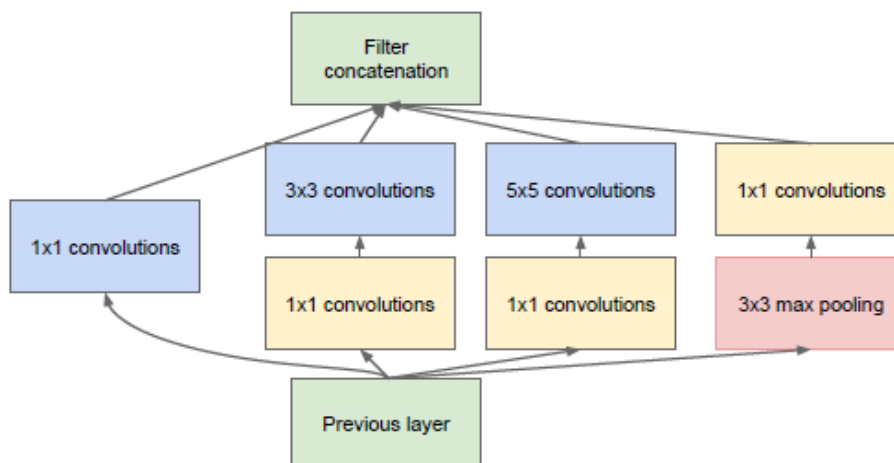 Filter
concatenation
3x3 convolutions
5x5 convolutions
1x1 convolutions
1x1 convolutions
1x1 convolutions
1x1 convolutions
3x3 max pooling
Previous layer